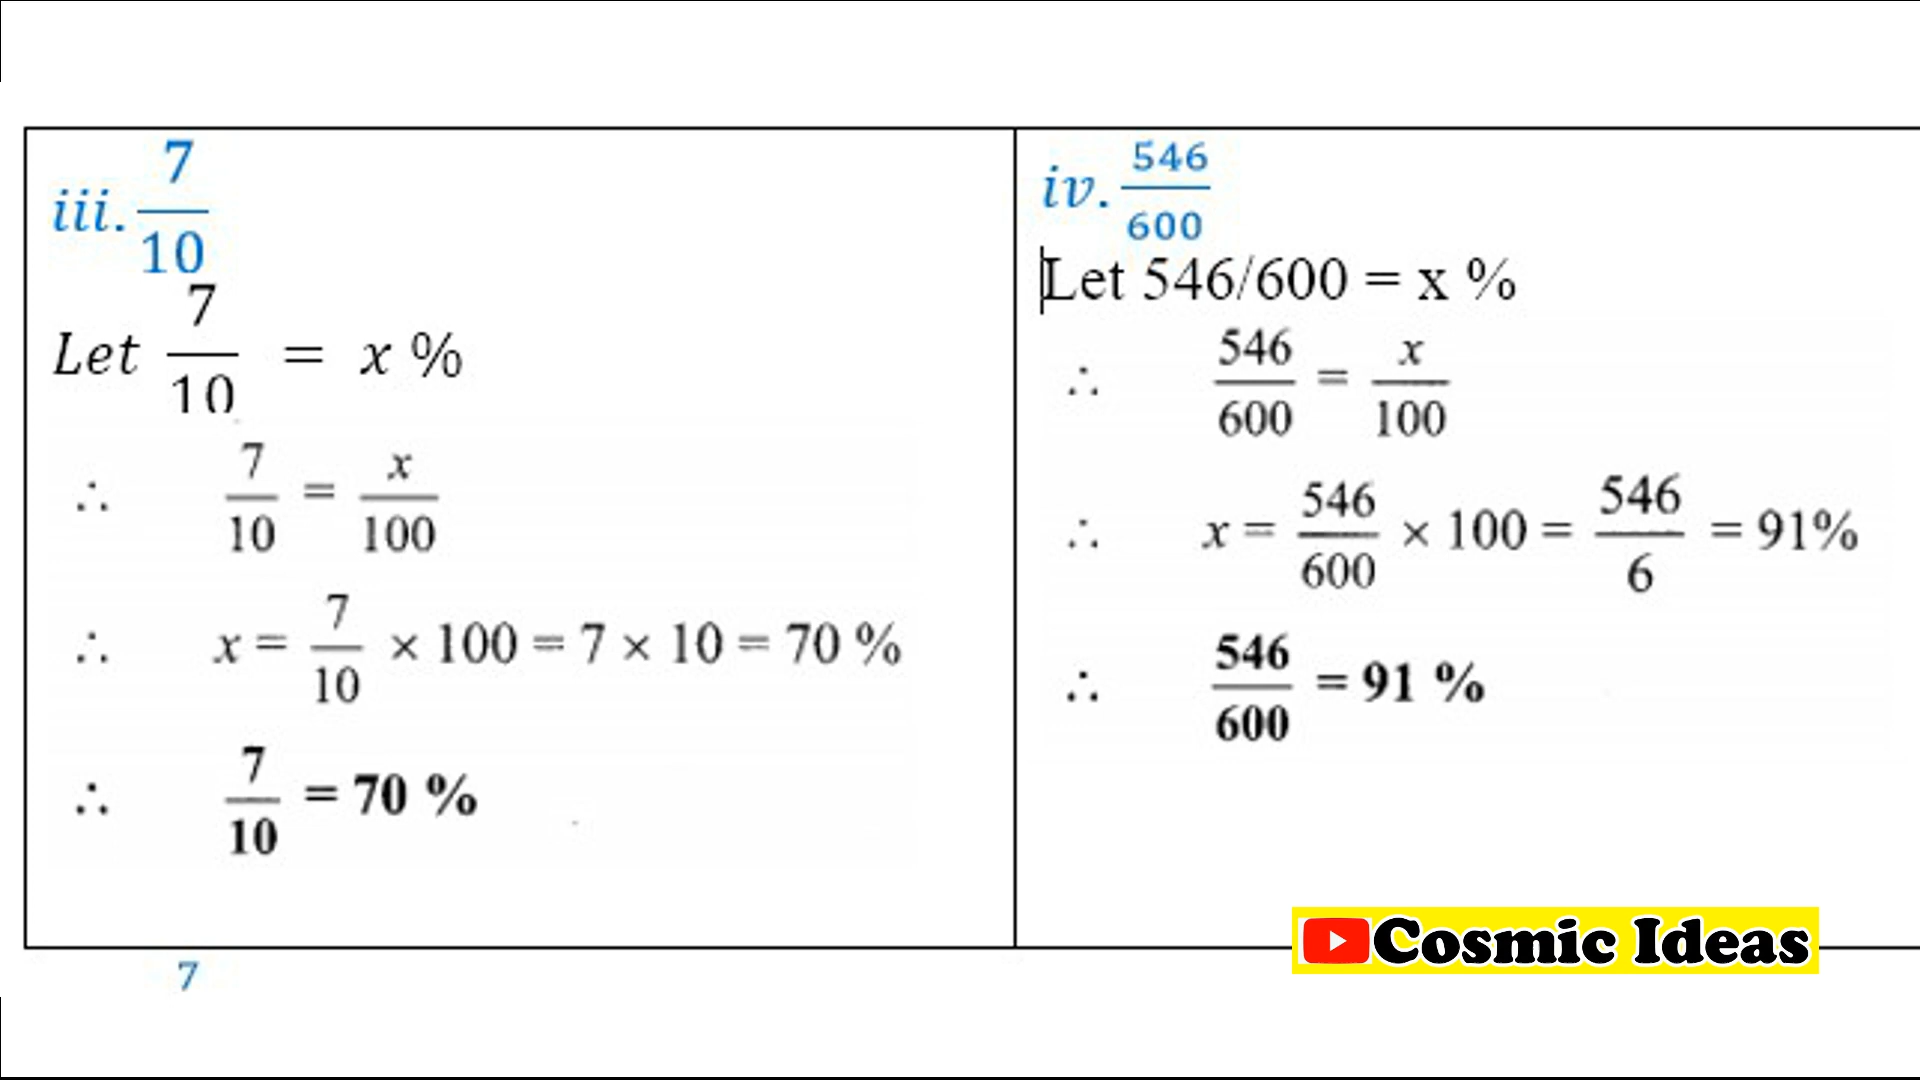 iii. 7/10
Let 7/10 = x %
∴ 7/10 = x/100
∴ x = 7/10 × 100 = 7 × 10 = 70 %
∴ 7/10 = 70 %
7
iv. 546/600
Let 546/600 = x %
∴ 546/600 = x/100
∴ x = 546/600 × 100 = 546/6 = 91%
∴ 546/600 = 91 %
Cosmic Ideas